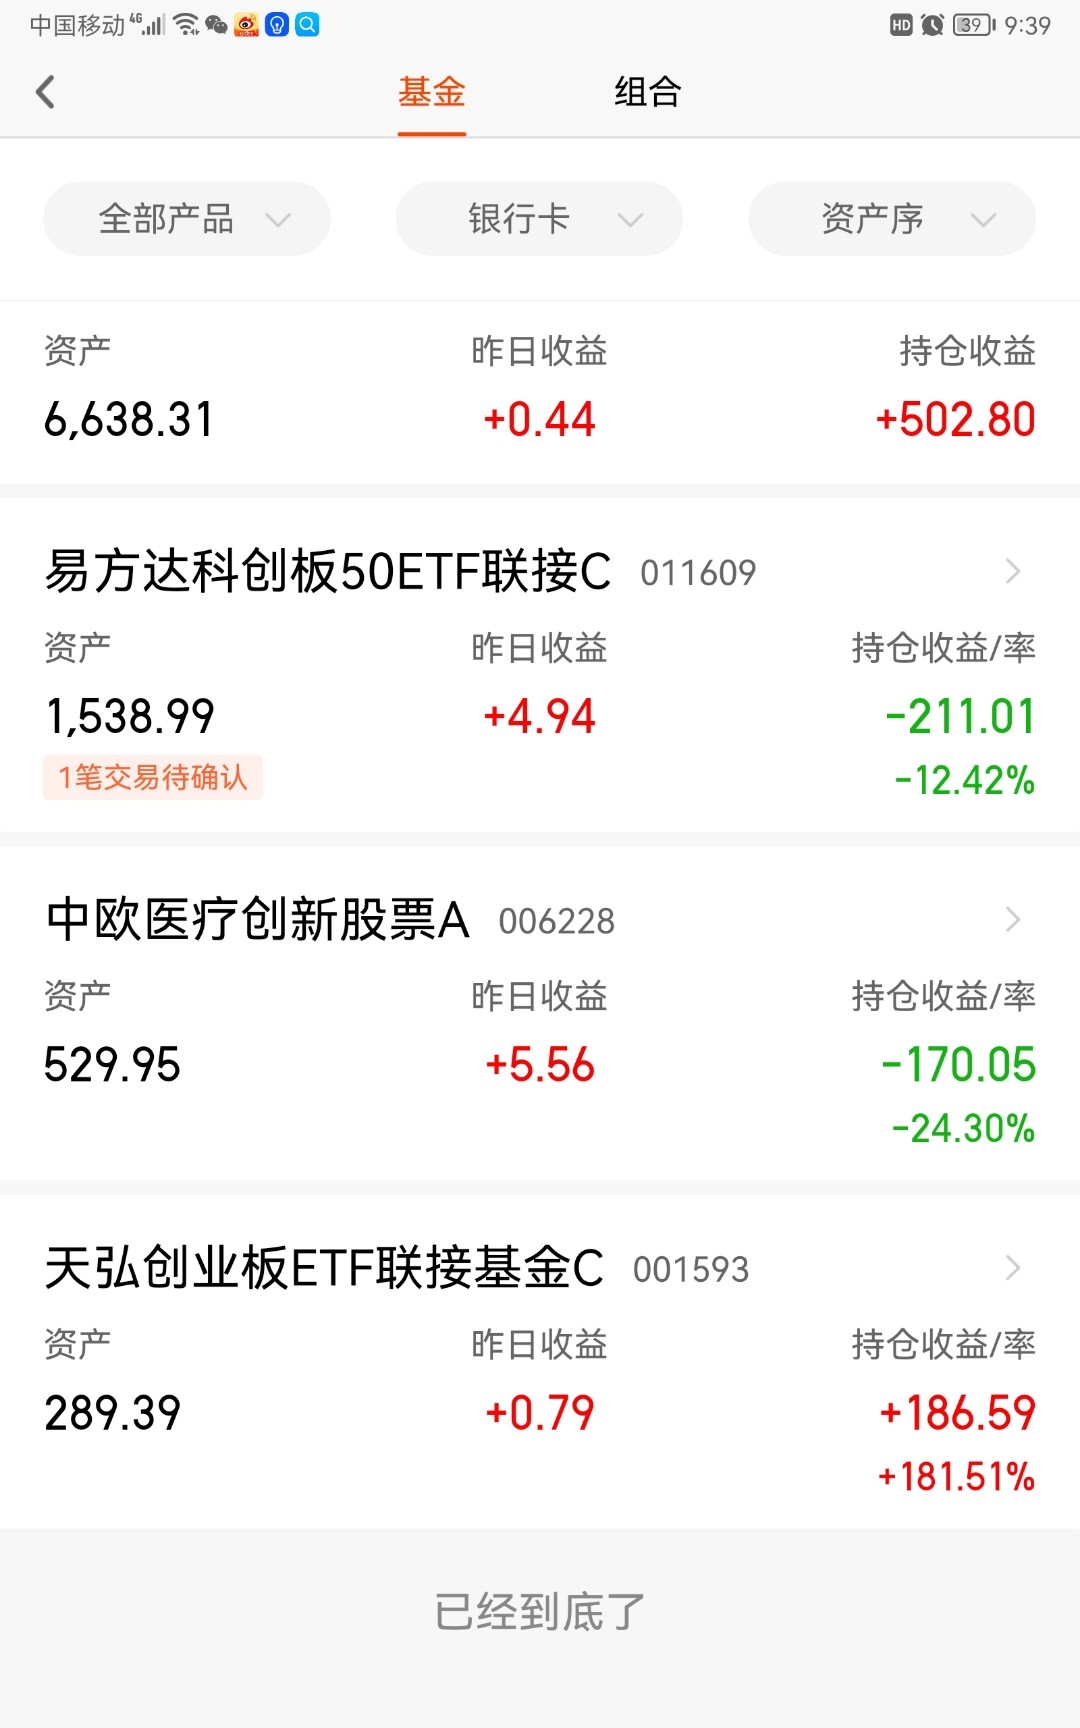 中国移动 4G HD 39 9:39
基金 组合
全部产品 银行卡 资产序
资产 昨日收益 持仓收益
6,638.31 +0.44 +502.80
易方达科创板50ETF联接C 011609
资产 昨日收益 持仓收益/率
1,538.99 +4.94 -211.01
1笔交易待确认 -12.42%
中欧医疗创新股票A 006228
资产 昨日收益 持仓收益/率
529.95 +5.56 -170.05
-24.30%
天弘创业板ETF联接基金C 001593
资产 昨日收益 持仓收益/率
289.39 +0.79 +186.59
+181.51%
已经到底了